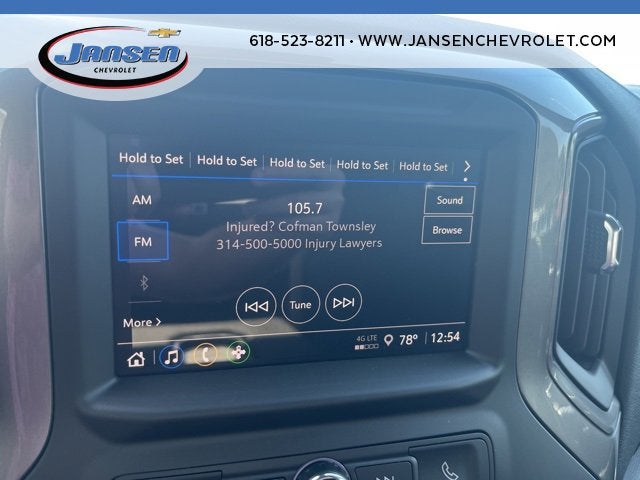 JANSEN
CHEVROLET
618-523-8211 • WWW.JANSENCHEVROLET.COM
Hold to Set Hold to Set Hold to Set Hold to Set Hold to Set
AM
105.7
Sound
Injured? Cofman Townsley
FM
314-500-5000 Injury Lawyers
Browse
Tune
More
4G LTE
78° 12:54